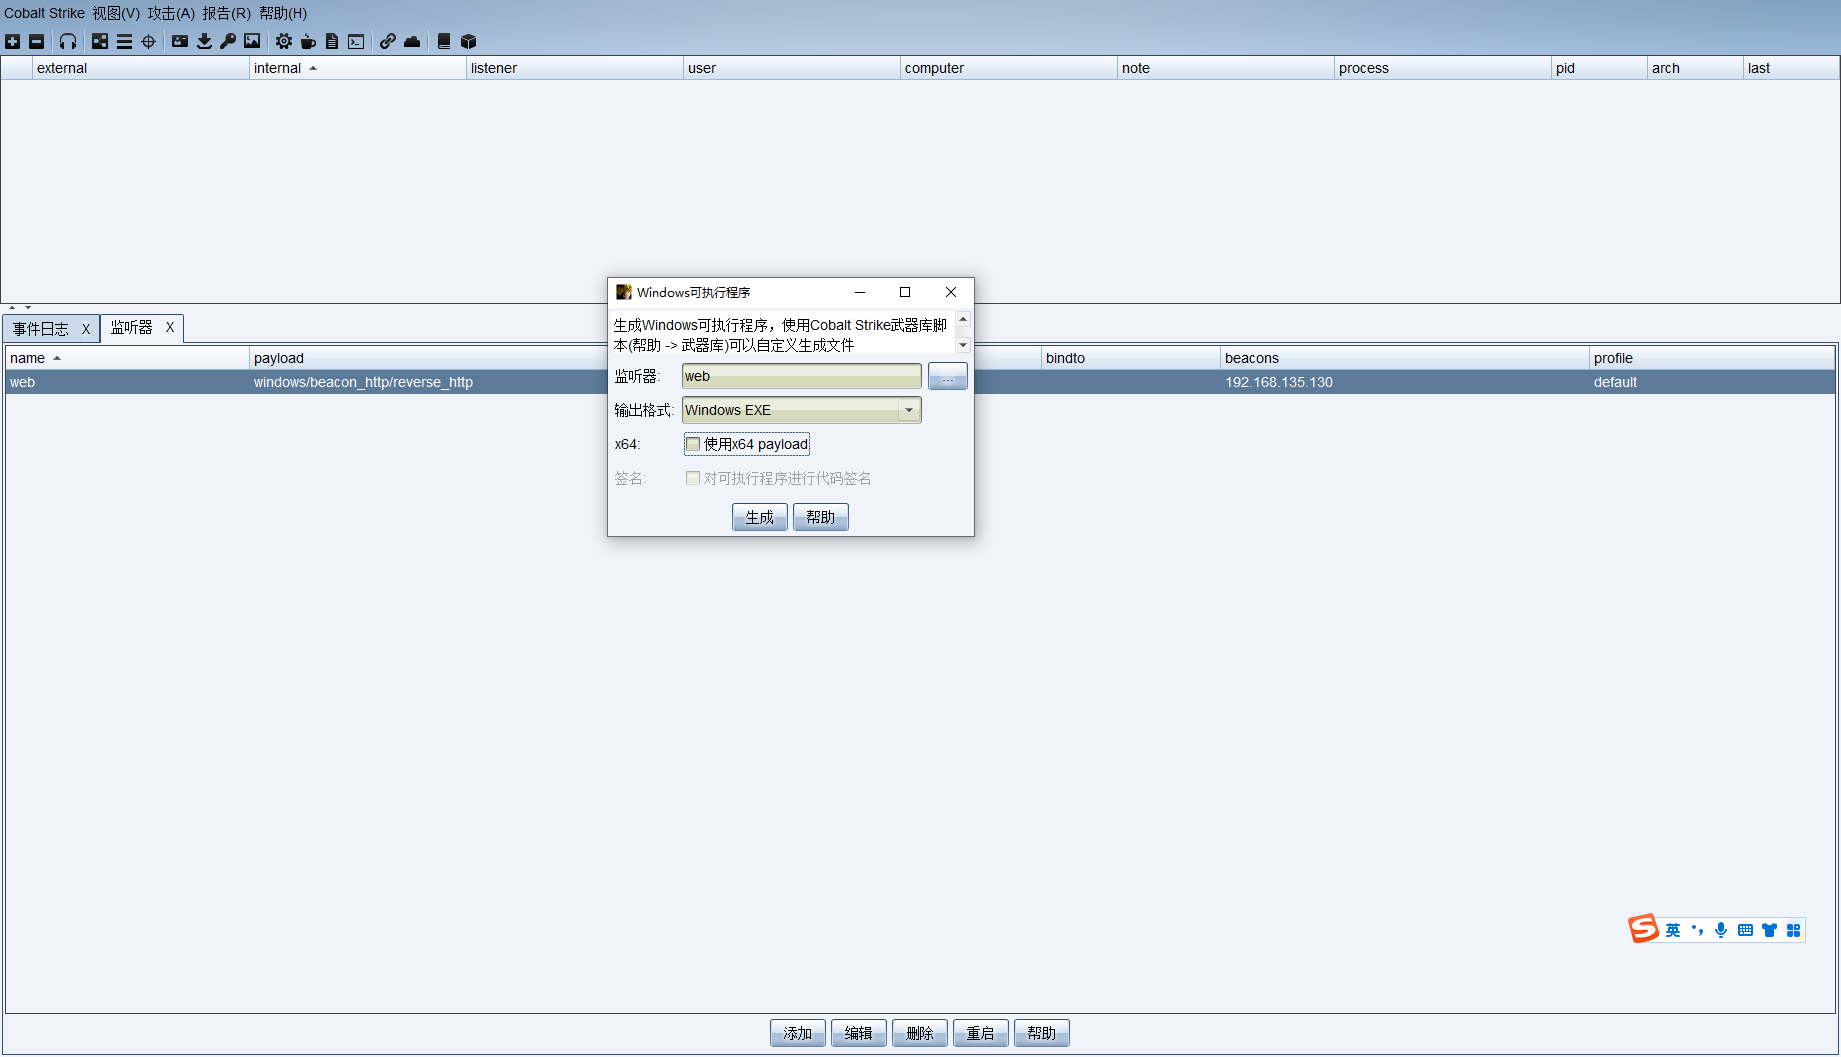 Cobalt Strike 视图(V) 攻击(A) 报告(R) 帮助(H)
external internal listener user computer note process pid arch last
事件日志 X 监听器 X
name payload bindto beacons profile
web windows/beacon_http/reverse_http 192.168.135.130 default
Windows可执行程序
生成Windows可执行程序，使用Cobalt Strike武器库脚
本(帮助 -> 武器库)可以自定义生成文件
监听器: web ...
输出格式: Windows EXE
x64: 使用x64 payload
签名: 对可执行程序进行代码签名
生成 帮助
英
添加 编辑 删除 重启 帮助